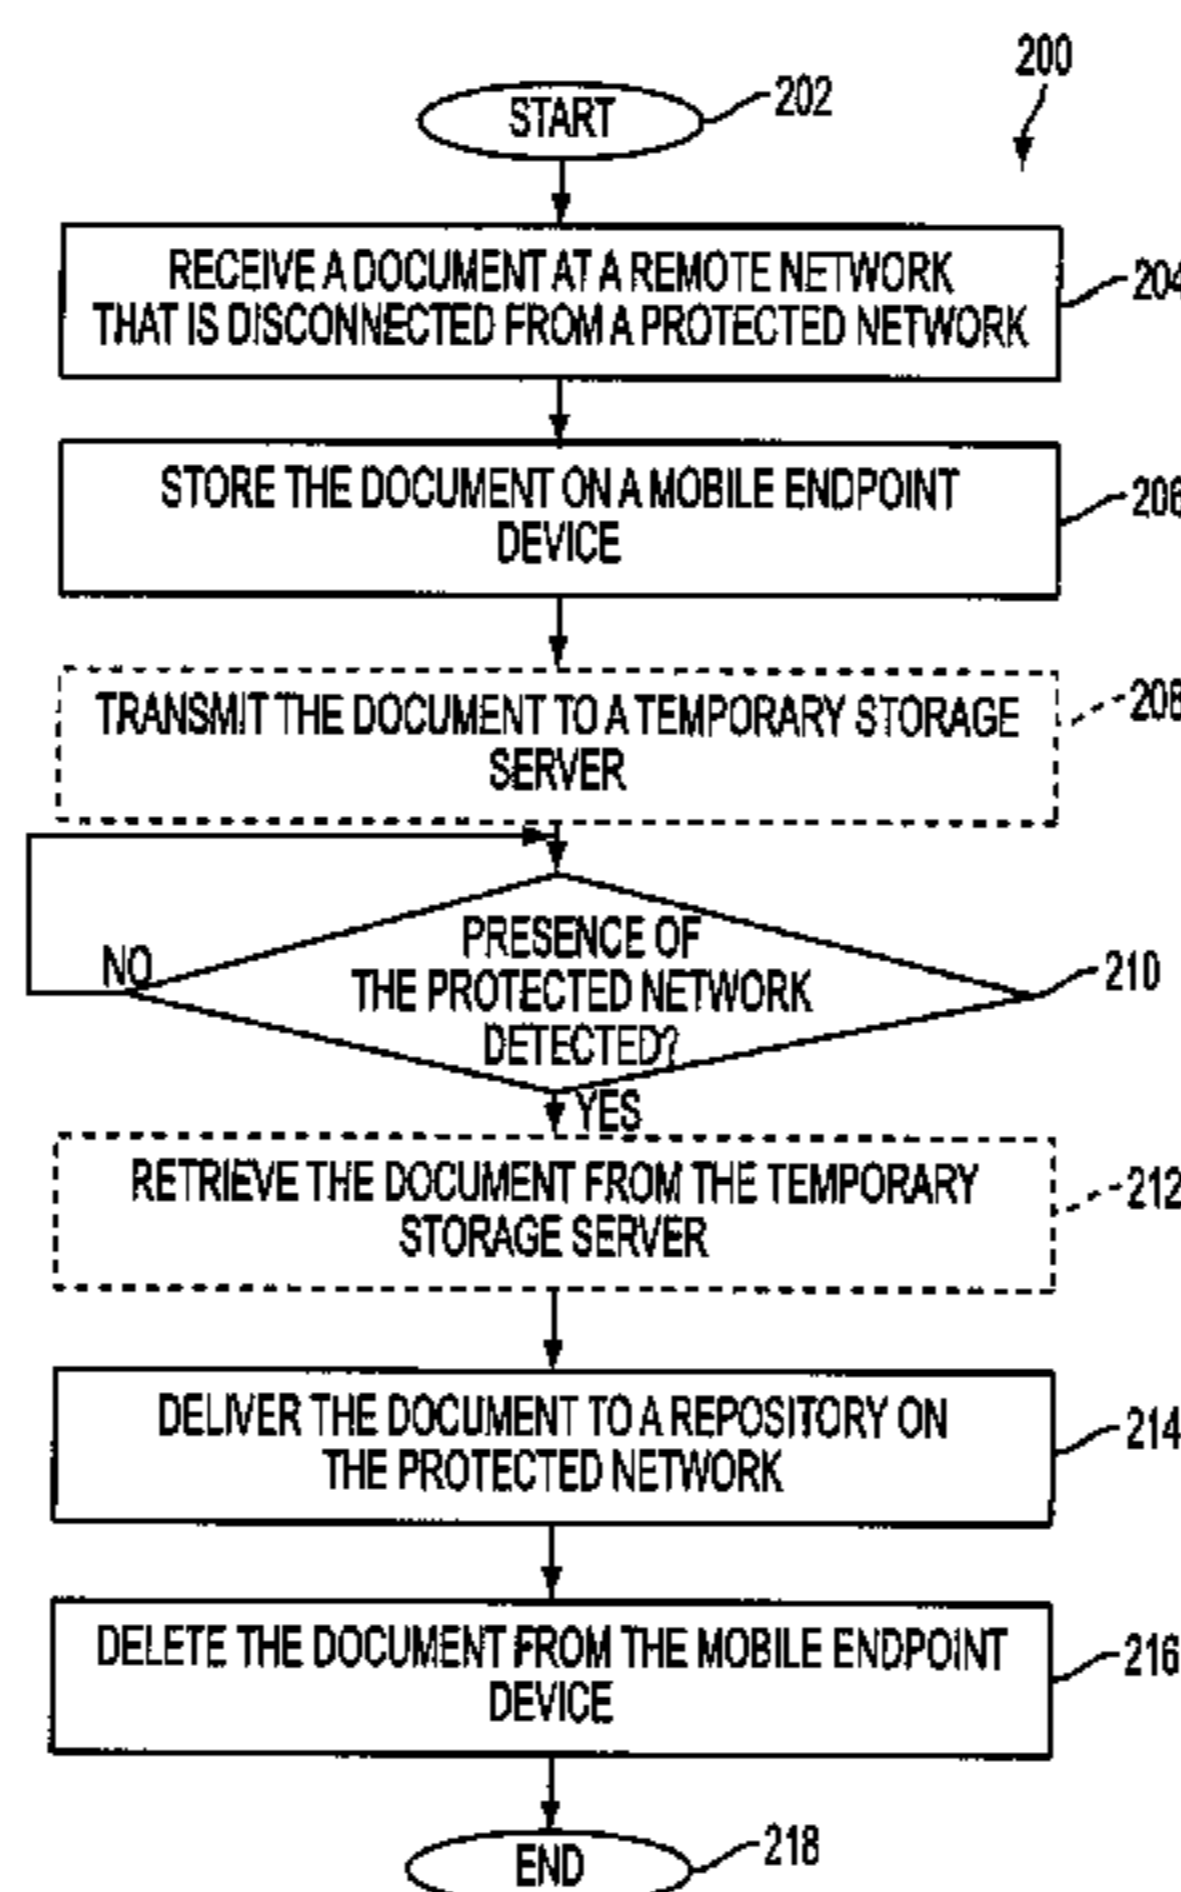 200
START
202
RECEIVE A DOCUMENT AT A REMOTE NETWORK
THAT IS DISCONNECTED FROM A PROTECTED NETWORK
204
STORE THE DOCUMENT ON A MOBILE ENDPOINT
DEVICE
206
TRANSMIT THE DOCUMENT TO A TEMPORARY STORAGE
SERVER
208
PRESENCE OF
THE PROTECTED NETWORK
DETECTED?
210
NO
YES
RETRIEVE THE DOCUMENT FROM THE TEMPORARY
STORAGE SERVER
212
DELIVER THE DOCUMENT TO A REPOSITORY ON
THE PROTECTED NETWORK
214
DELETE THE DOCUMENT FROM THE MOBILE ENDPOINT
DEVICE
216
END
218